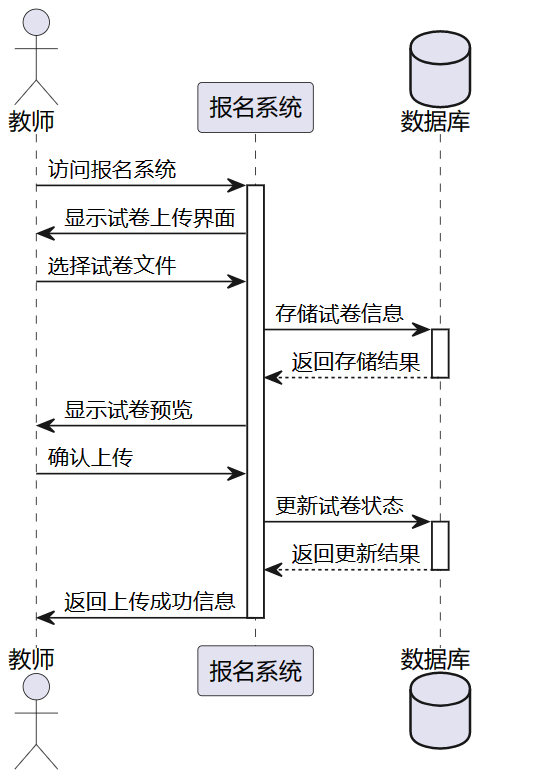 教师
报名系统
数据库
访问报名系统
显示试卷上传界面
选择试卷文件
存储试卷信息
返回存储结果
显示试卷预览
确认上传
更新试卷状态
返回更新结果
返回上传成功信息
教师
报名系统
数据库